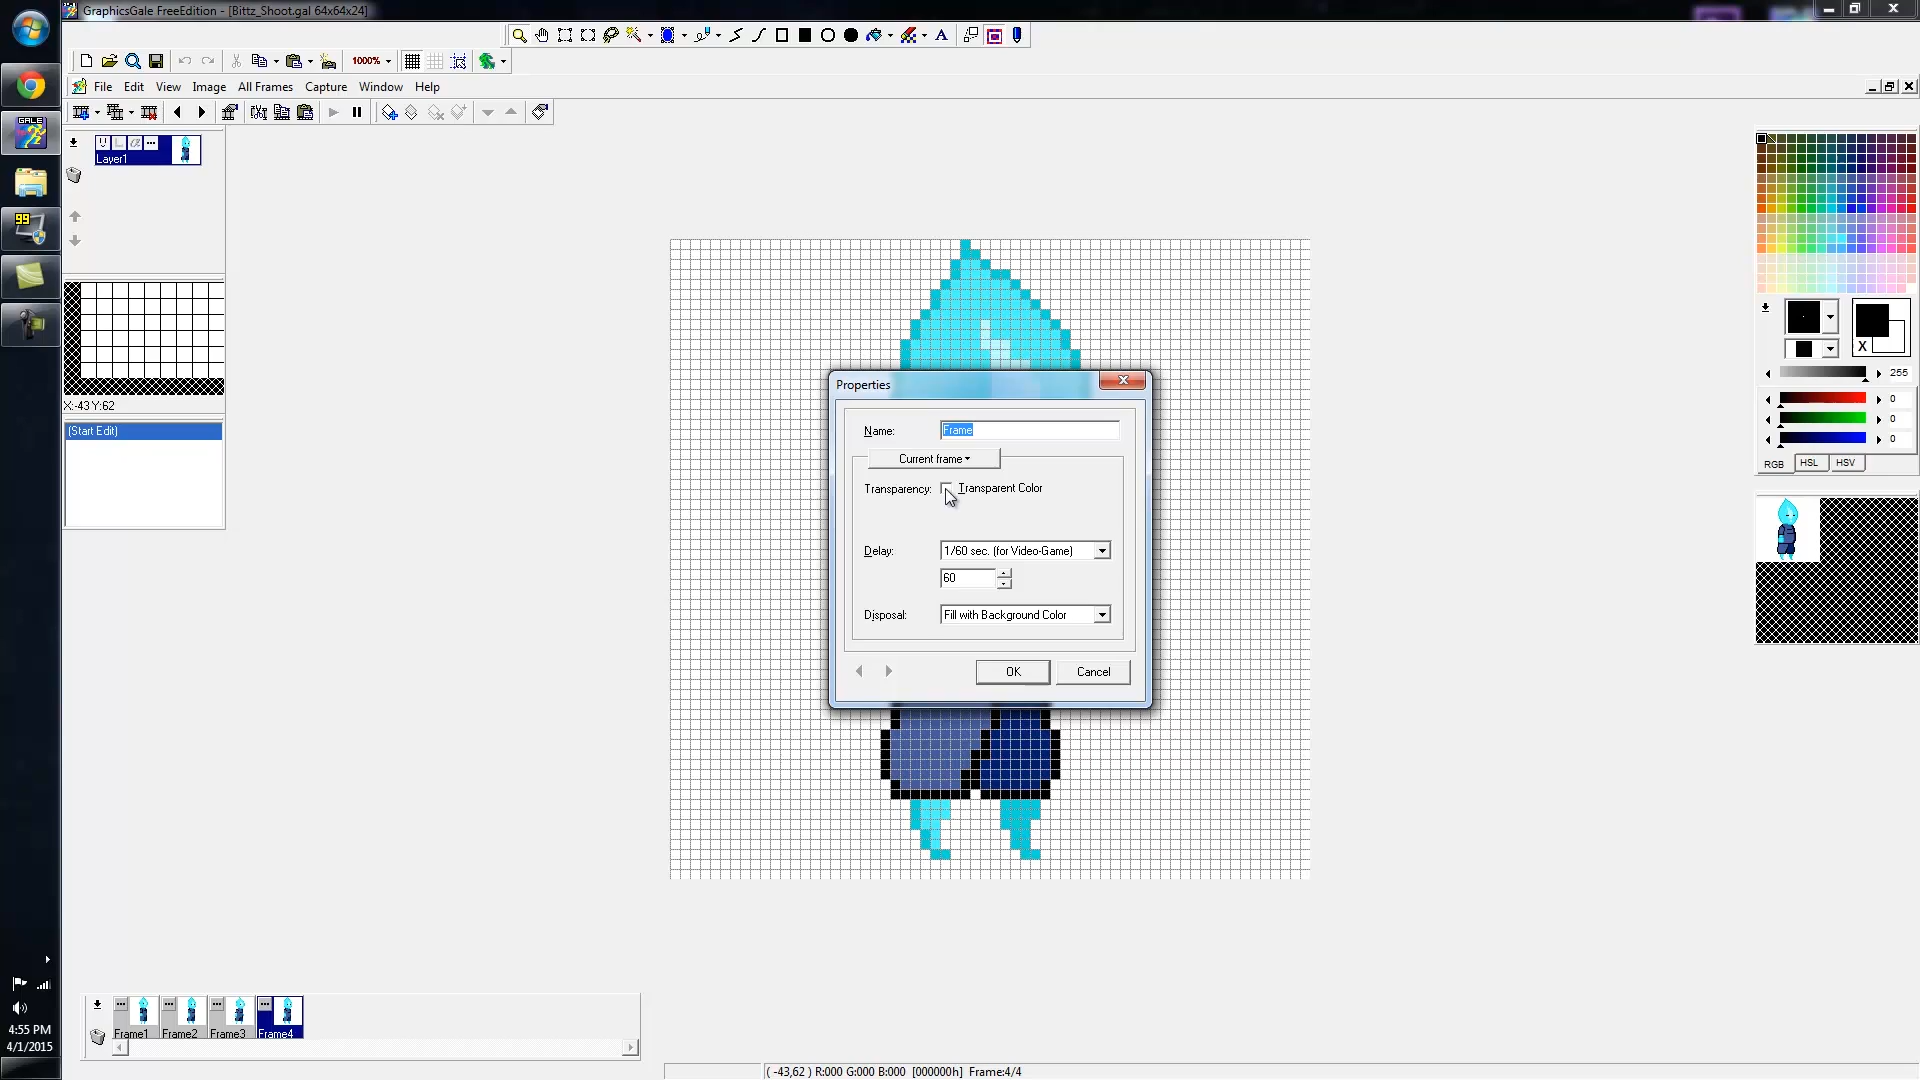 GraphicsGale FreeEdition - [Bittz_Shoot.gal 64x64x24]
A
1000%
File Edit View Image All Frames Capture Window Help
GALE
Layer1
99
X:-43 Y:62
(Start Edit)
X
255
0
0
0
RGB HSL HSV
Properties
Name: Frame
Current frame
Transparency: Transparent Color
Delay: 1/60 sec. (for Video-Game)
60
Disposal: Fill with Background Color
OK Cancel
Frame1 Frame2 Frame3 Frame4
4:55 PM
4/1/2015
( -43,62 ) R:000 G:000 B:000 [000000h] Frame:4/4